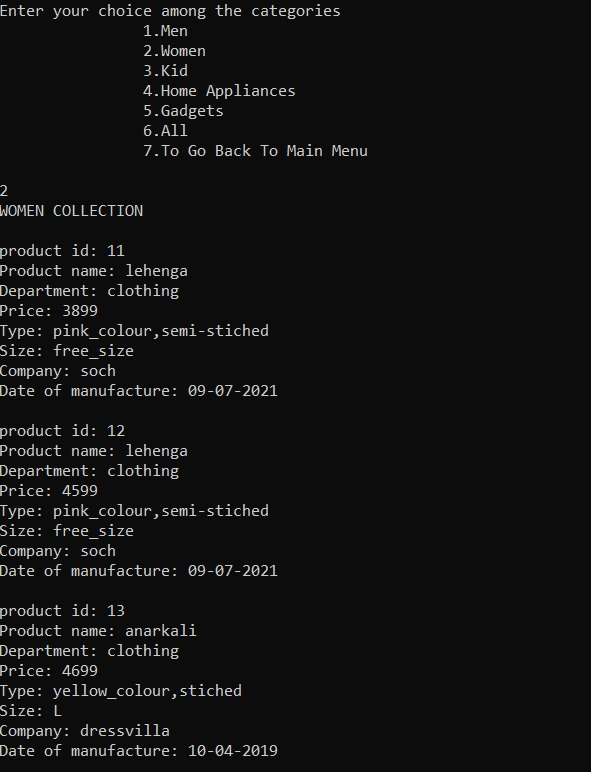 Enter your choice among the categories
1.Men
2.Women
3.Kid
4.Home Appliances
5.Gadgets
6.All
7.To Go Back To Main Menu
2
WOMEN COLLECTION
product id: 11
Product name: lehenga
Department: clothing
Price: 3899
Type: pink_colour,semi-stiched
Size: free_size
Company: soch
Date of manufacture: 09-07-2021
product id: 12
Product name: lehenga
Department: clothing
Price: 4599
Type: pink_colour,semi-stiched
Size: free_size
Company: soch
Date of manufacture: 09-07-2021
product id: 13
Product name: anarkali
Department: clothing
Price: 4699
Type: yellow_colour,stiched
Size: L
Company: dressvilla
Date of manufacture: 10-04-2019